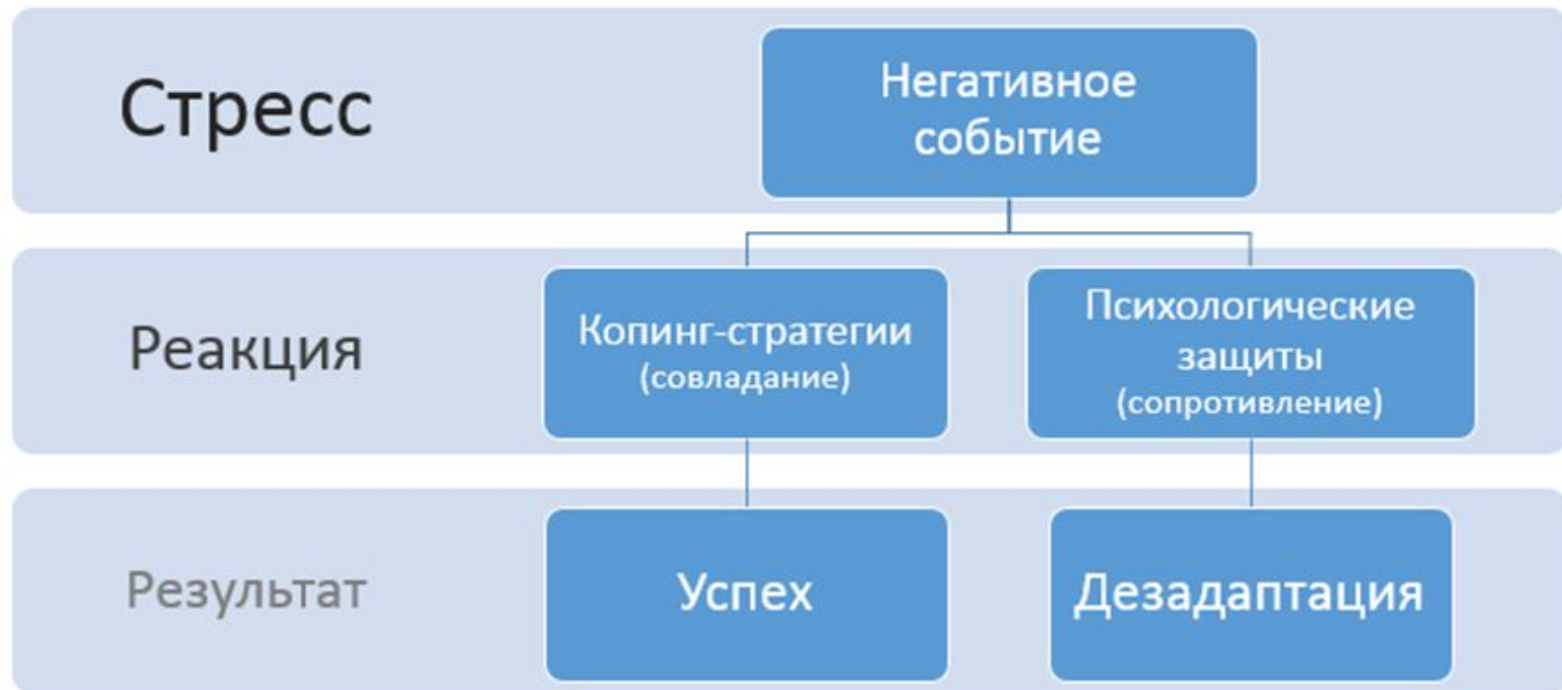 Стресс
Негативное
событие
Реакция
Копинг-стратегии
(совладание)
Психологические
защиты
(сопротивление)
Результат
Успех
Дезадаптация